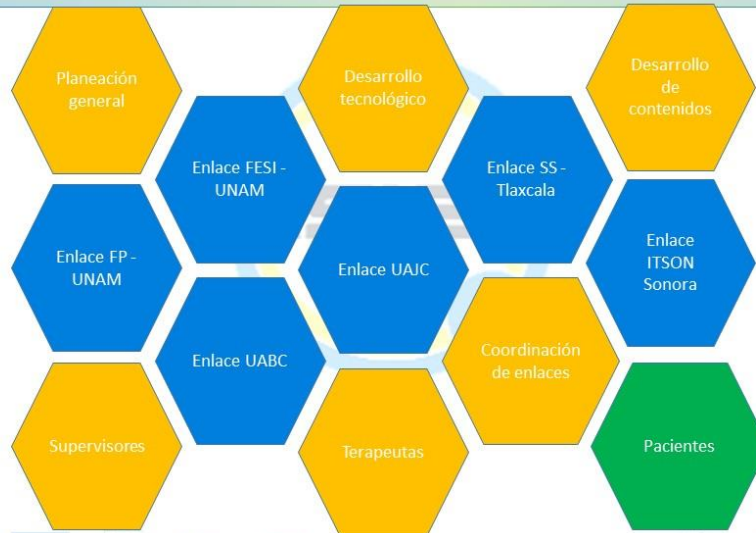 Planeación
general
Desarrollo
tecnológico
Desarrollo
de
contenidos
Enlace FESI -
UNAM
Enlace SS -
Tlaxcala
Enlace FP -
UNAM
Enlace UAJC
Enlace
ITSON
Sonora
Enlace UABC
Coordinación
de enlaces
Supervisores
Terapeutas
Pacientes